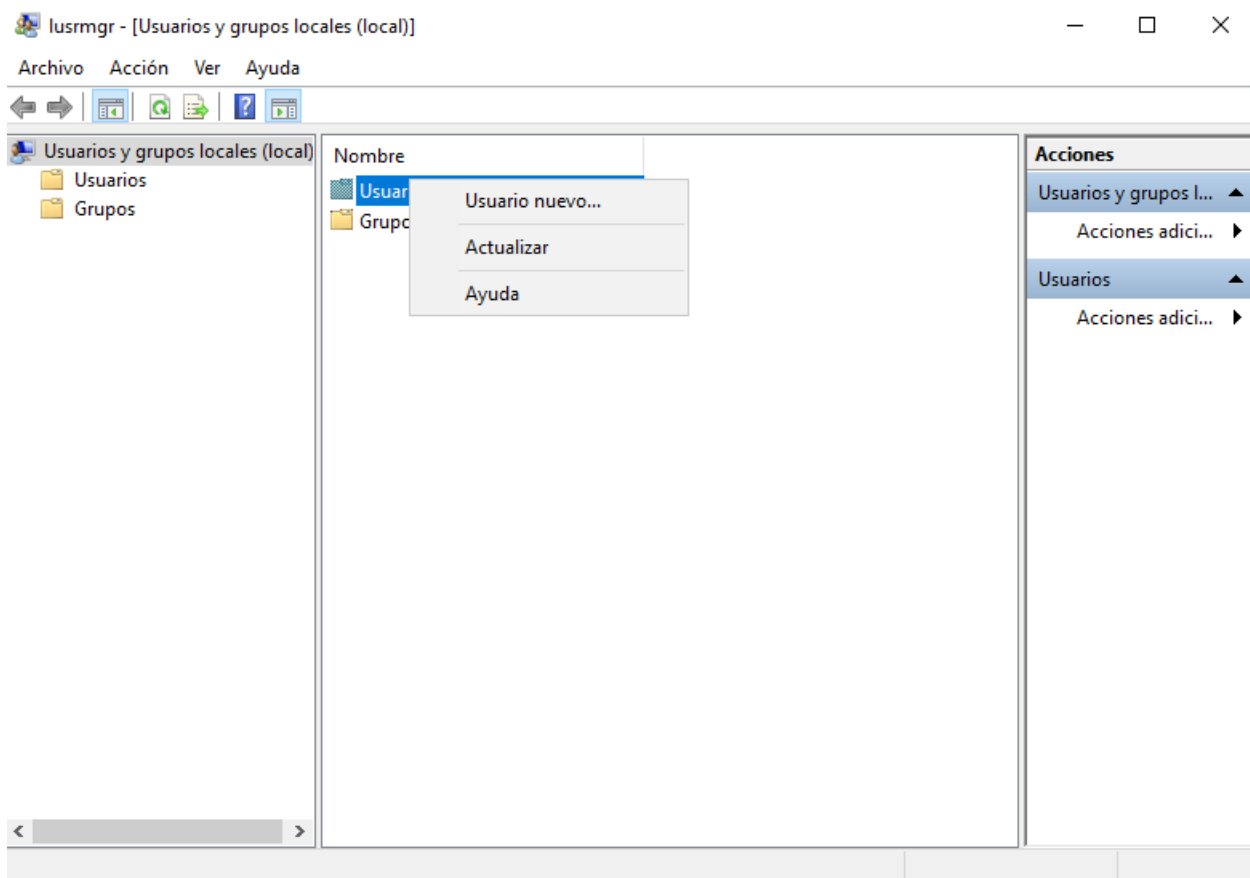 lusrmgr - [Usuarios y grupos locales (local)]
Archivo Acción Ver Ayuda
Usuarios y grupos locales (local)
Usuarios
Grupos
Nombre
Usuar
Grupo
Usuario nuevo...
Actualizar
Ayuda
Acciones
Usuarios y grupos l...
Acciones adici...
Usuarios
Acciones adici...